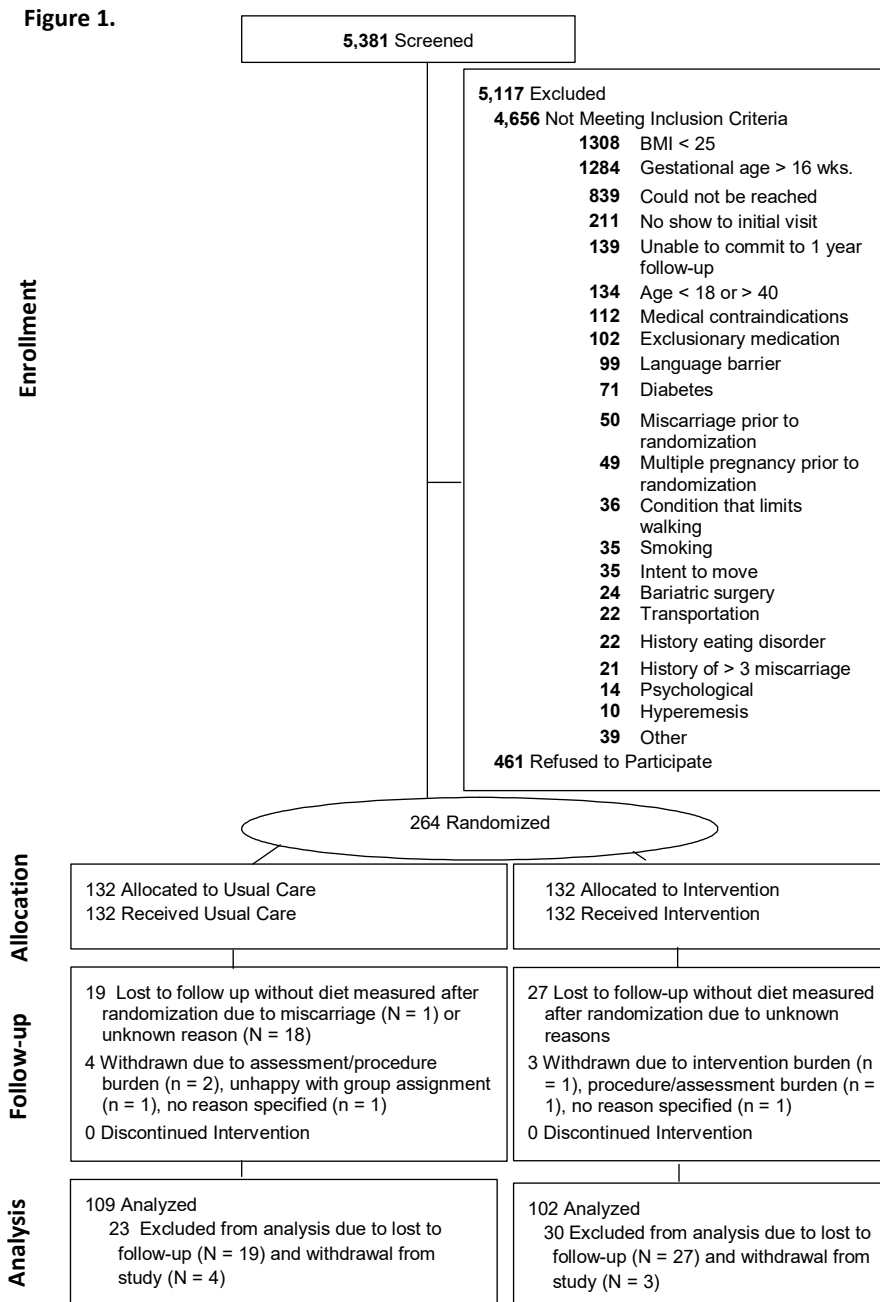 Figure 1.
5,381 Screened
5,117 Excluded
4,656 Not Meeting Inclusion Criteria
1308 BMI < 25
1284 Gestational age > 16 wks.
839 Could not be reached
211 No show to initial visit
139 Unable to commit to 1 year
follow-up
134 Age < 18 or > 40
112 Medical contraindications
102 Exclusionary medication
99 Language barrier
71 Diabetes
50 Miscarriage prior to
randomization
49 Multiple pregnancy prior to
randomization
36 Condition that limits
walking
35 Smoking
35 Intent to move
24 Bariatric surgery
22 Transportation
22 History eating disorder
21 History of > 3 miscarriage
14 Psychological
10 Hyperemesis
39 Other
461 Refused to Participate
Enrollment
264 Randomized
Allocation
132 Allocated to Usual Care
132 Received Usual Care
132 Allocated to Intervention
132 Received Intervention
Follow-up
19 Lost to follow up without diet measured after
randomization due to miscarriage (N = 1) or
unknown reason (N = 18)
4 Withdrawn due to assessment/procedure
burden (n = 2), unhappy with group assignment
(n = 1), no reason specified (n = 1)
0 Discontinued Intervention
27 Lost to follow-up without diet measured
after randomization due to unknown
reasons
3 Withdrawn due to intervention burden (n
= 1), procedure/assessment burden (n =
1), no reason specified (n = 1)
0 Discontinued Intervention
Analysis
109 Analyzed
23 Excluded from analysis due to lost to
follow-up (N = 19) and withdrawal from
study (N = 4)
102 Analyzed
30 Excluded from analysis due to lost to
follow-up (N = 27) and withdrawal from
study (N = 3)